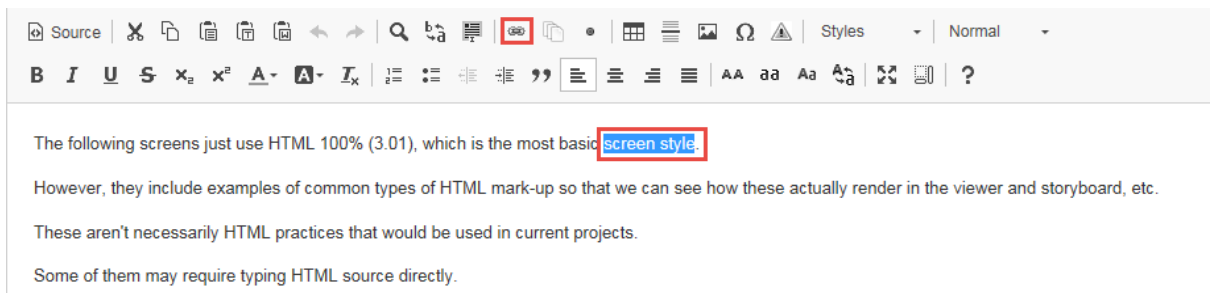 Source Styles Normal
B I U S x₂ x² A A Tx AA aa Aa ?
The following screens just use HTML 100% (3.01), which is the most basic screen style.
However, they include examples of common types of HTML mark-up so that we can see how these actually render in the viewer and storyboard, etc.
These aren't necessarily HTML practices that would be used in current projects.
Some of them may require typing HTML source directly.